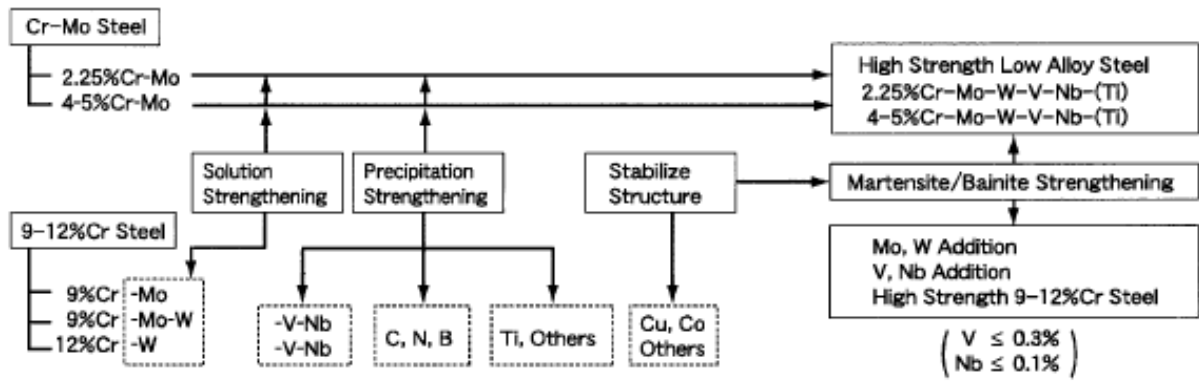 Cr-Mo Steel
2.25%Cr-Mo
4-5%Cr-Mo
High Strength Low Alloy Steel
2.25%Cr-Mo-W-V-Nb-(Ti)
4-5%Cr-Mo-W-V-Nb-(Ti)
Solution
Strengthening
Precipitation
Strengthening
Stabilize
Structure
Martensite/Bainite Strengthening
9-12%Cr Steel
9%Cr -Mo
9%Cr -Mo-W
12%Cr -W
-V-Nb
-V-Nb
C, N, B
Ti, Others
Cu, Co
Others
Mo, W Addition
V, Nb Addition
High Strength 9-12%Cr Steel
( V ≤ 0.3%
Nb ≤ 0.1% )